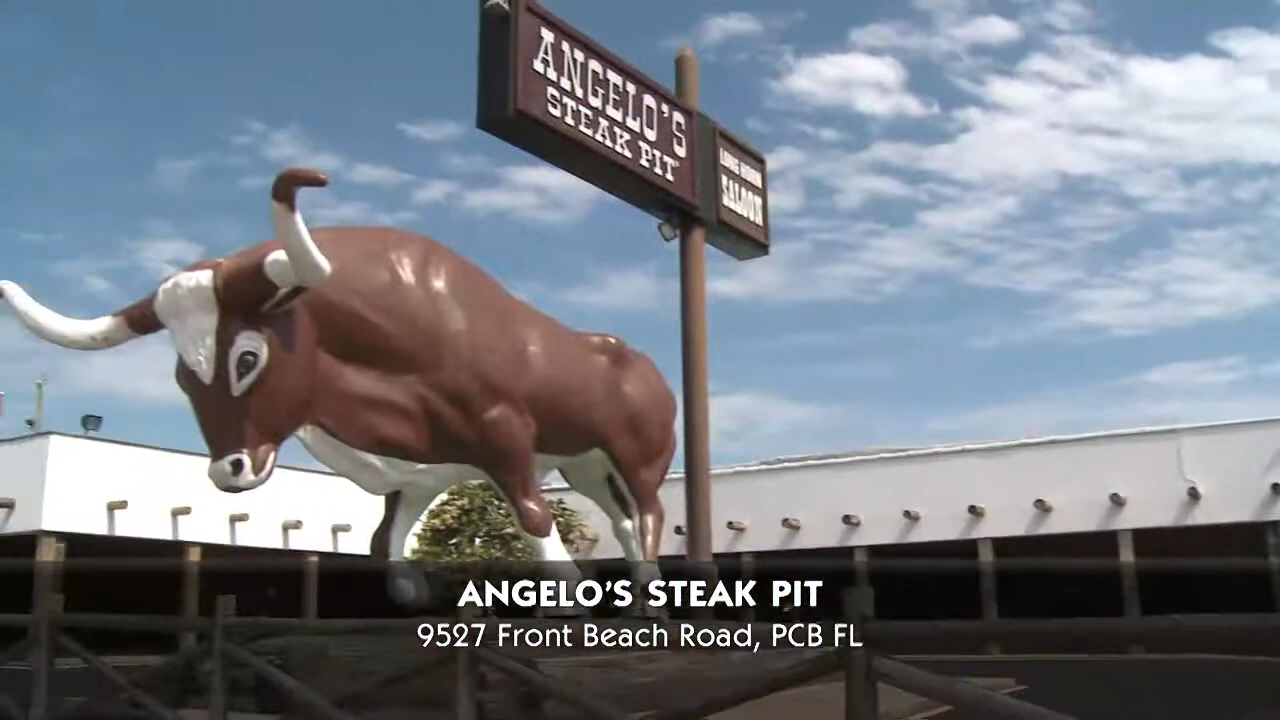 ANGELO'S
STEAK PIT
LONG HORN
SALOON
ANGELO'S STEAK PIT
9527 Front Beach Road, PCB FL